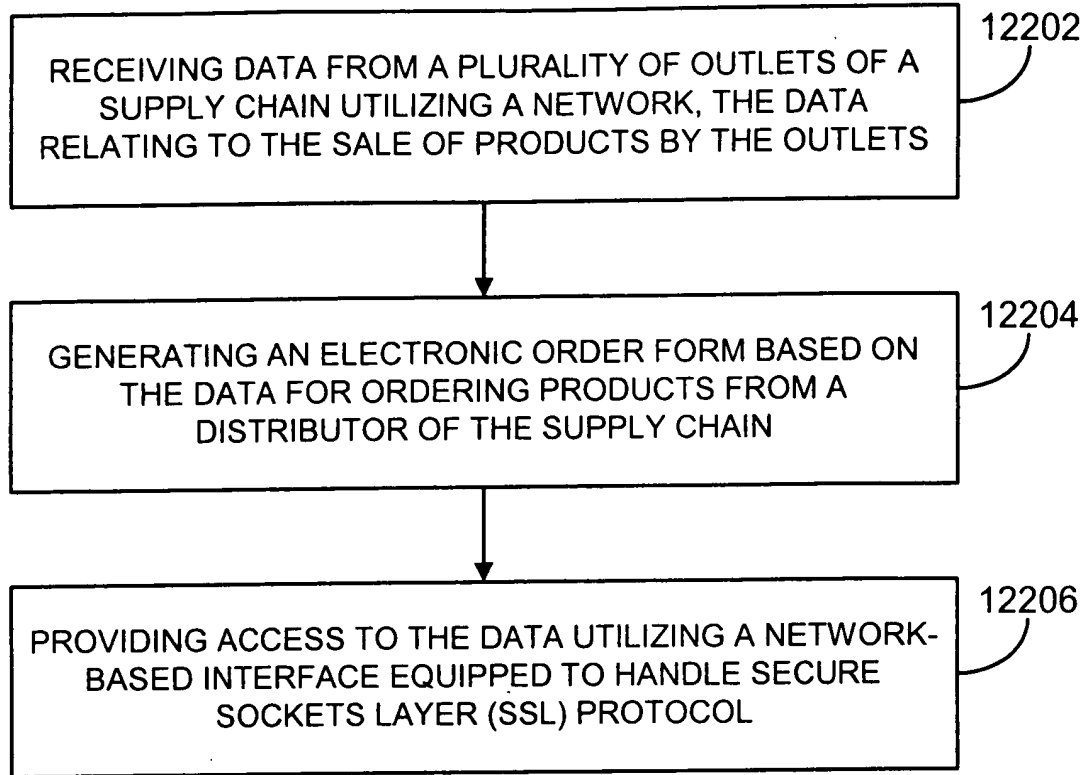 12202
RECEIVING DATA FROM A PLURALITY OF OUTLETS OF A
SUPPLY CHAIN UTILIZING A NETWORK, THE DATA
RELATING TO THE SALE OF PRODUCTS BY THE OUTLETS
12204
GENERATING AN ELECTRONIC ORDER FORM BASED ON
THE DATA FOR ORDERING PRODUCTS FROM A
DISTRIBUTOR OF THE SUPPLY CHAIN
12206
PROVIDING ACCESS TO THE DATA UTILIZING A NETWORK-
BASED INTERFACE EQUIPPED TO HANDLE SECURE
SOCKETS LAYER (SSL) PROTOCOL